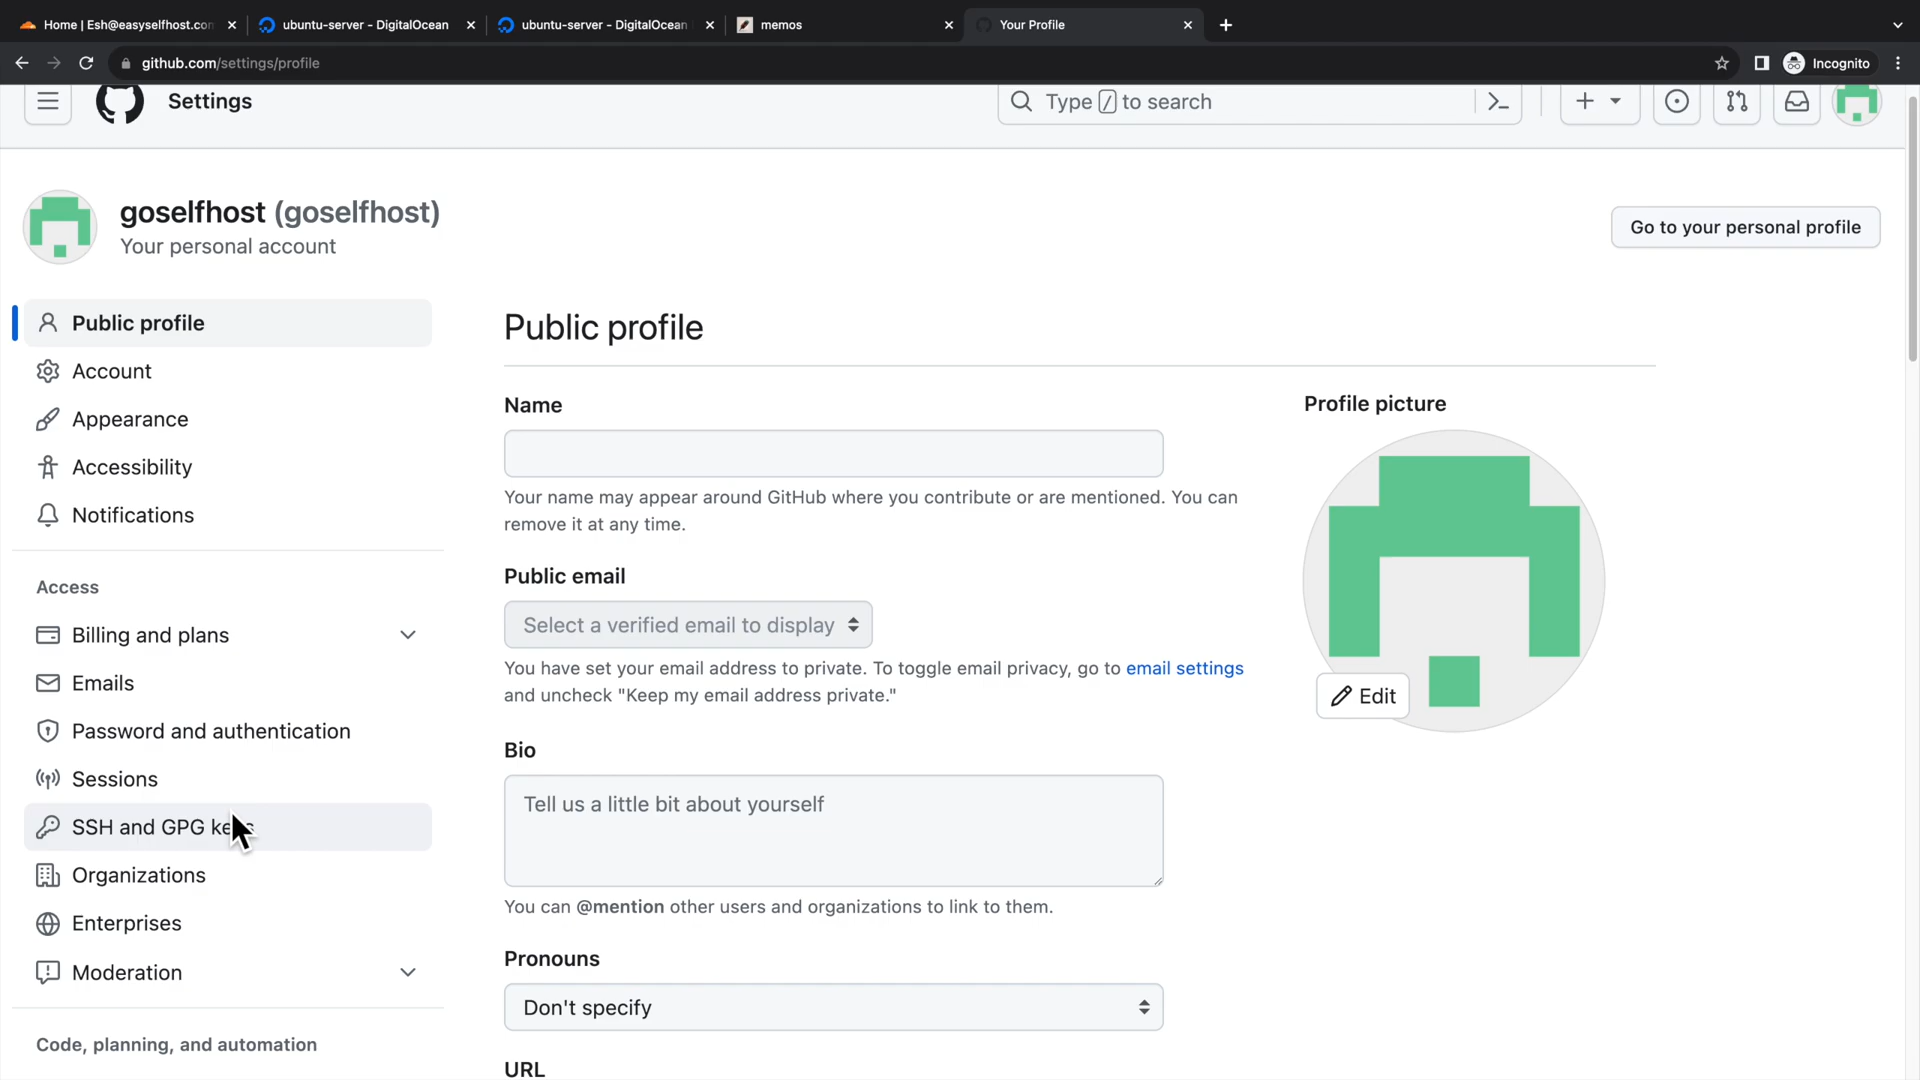 Home | Esh@easyselfhost.con
ubuntu-server - DigitalOcean
ubuntu-server - DigitalOcean
memos
Your Profile
github.com/settings/profile
Incognito
Settings
Type / to search
goselfhost (goselfhost)
Your personal account
Go to your personal profile
Public profile
Account
Appearance
Accessibility
Notifications
Access
Billing and plans
Emails
Password and authentication
Sessions
SSH and GPG keys
Organizations
Enterprises
Moderation
Code, planning, and automation
Public profile
Name
Your name may appear around GitHub where you contribute or are mentioned. You can
remove it at any time.
Public email
Select a verified email to display
You have set your email address to private. To toggle email privacy, go to email settings
and uncheck "Keep my email address private."
Bio
Tell us a little bit about yourself
You can @mention other users and organizations to link to them.
Pronouns
Don't specify
URL
Profile picture
Edit